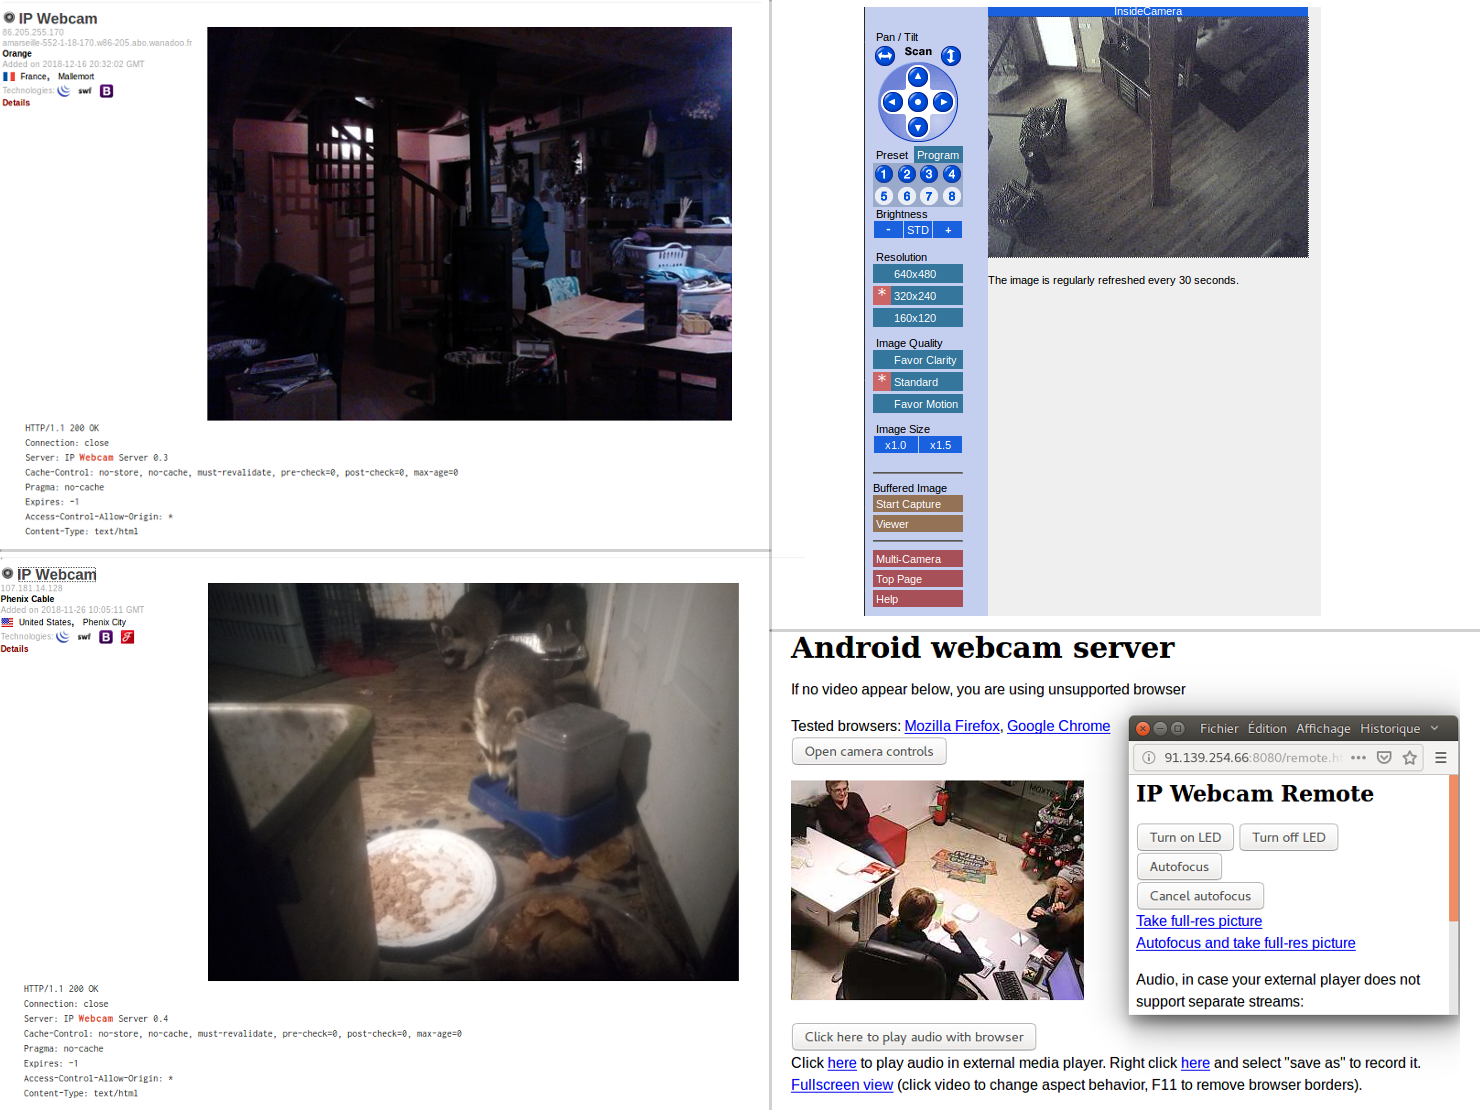 IP Webcam
86.205.255.170
amarseille-552-1-18-170.w86-205.abo.wanadoo.fr
Orange
Added on 2018-12-16 20:32:02 GMT
France, Mallemort
Technologies: swf B
Details
HTTP/1.1 200 OK
Connection: close
Server: IP Webcam Server 0.3
Cache-Control: no-store, no-cache, must-revalidate, pre-check=0, post-check=0, max-age=0
Pragma: no-cache
Expires: -1
Access-Control-Allow-Origin: *
Content-Type: text/html
InsideCamera
Pan / Tilt
Scan
Preset Program
1 2 3 4
5 6 7 8
Brightness
- STD +
Resolution
640x480
* 320x240
160x120
Image Quality
Favor Clarity
* Standard
Favor Motion
Image Size
x1.0 x1.5
Buffered Image
Start Capture
Viewer
Multi-Camera
Top Page
Help
The image is regularly refreshed every 30 seconds.
IP Webcam
107.181.14.128
Phenix Cable
Added on 2018-11-26 10:05:11 GMT
United States, Phenix City
Technologies: swf B F
Details
HTTP/1.1 200 OK
Connection: close
Server: IP Webcam Server 0.4
Cache-Control: no-store, no-cache, must-revalidate, pre-check=0, post-check=0, max-age=0
Pragma: no-cache
Expires: -1
Access-Control-Allow-Origin: *
Content-Type: text/html
Android webcam server
If no video appear below, you are using unsupported browser
Tested browsers: Mozilla Firefox, Google Chrome
Open camera controls
Click here to play audio with browser
Click here to play audio in external media player. Right click here and select "save as" to record it.
Fullscreen view (click video to change aspect behavior, F11 to remove browser borders).
Fichier Édition Affichage Historique
91.139.254.66:8080/remote.h
IP Webcam Remote
Turn on LED Turn off LED
Autofocus
Cancel autofocus
Take full-res picture
Autofocus and take full-res picture
Audio, in case your external player does not
support separate streams: